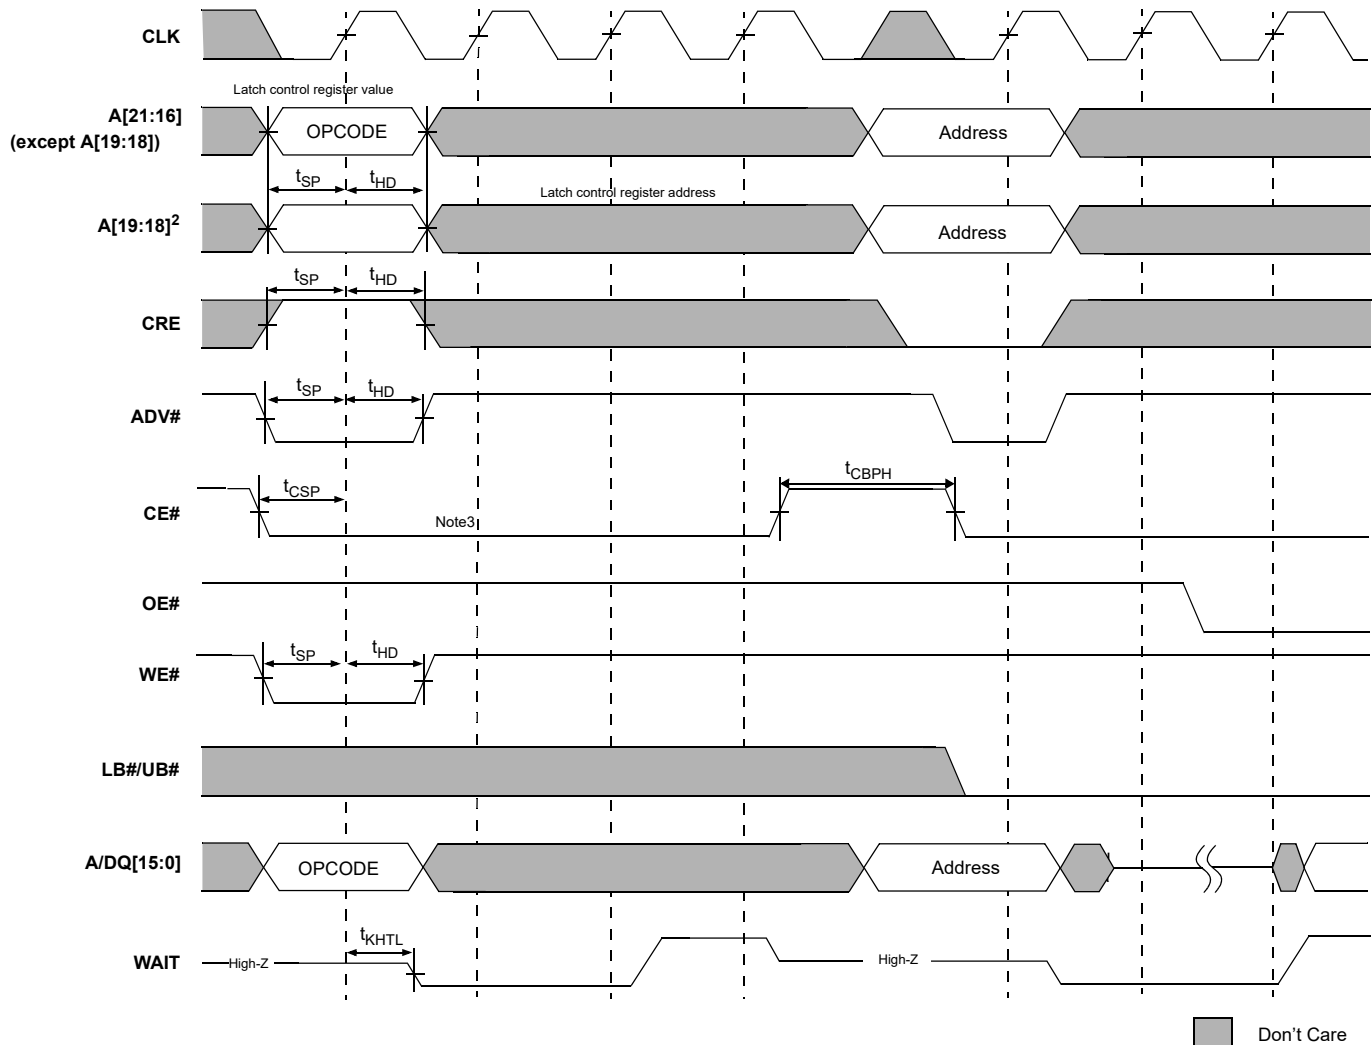 CLK
Latch control register value
A[21:16]
(except A[19:18])
OPCODE
Address
tSP
tHD
Latch control register address
A[19:18]2
Address
tSP
tHD
CRE
tSP
tHD
ADV#
tCSP
tCBPH
CE#
Note3
OE#
tSP
tHD
WE#
LB#/UB#
A/DQ[15:0]
OPCODE
Address
tKHTL
WAIT
High-Z
High-Z
Don't Care